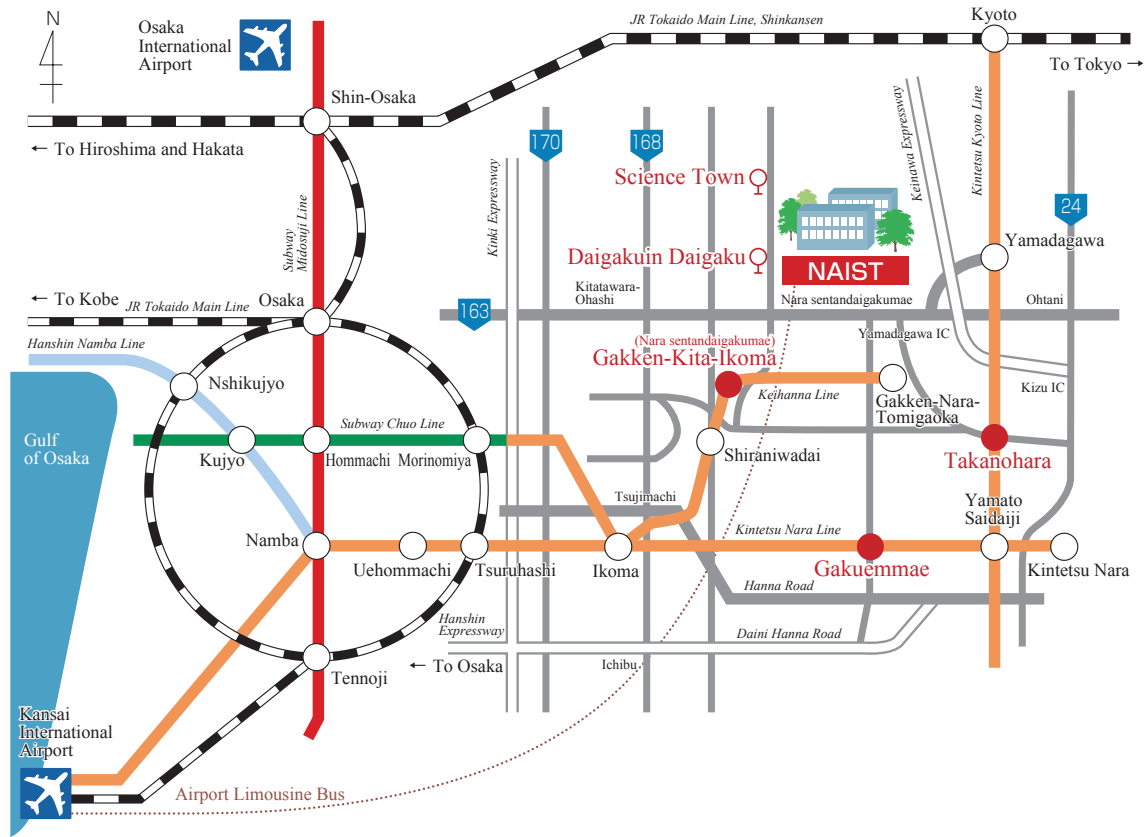 N
Osaka
International
Airport
JR Tokaido Main Line, Shinkansen
Kyoto
To Tokyo →
Shin-Osaka
← To Hiroshima and Hakata
170
168
Science Town
Daigakuin Daigaku
NAIST
Kinki Expressway
Keinawa Expressway
Kintetsu Kyoto Line
24
Yamadagawa
Subway
Midosuji Line
← To Kobe
JR Tokaido Main Line
Osaka
Kitatawara-
Ohashi
Nara sentandaigakumae
Ohtani
163
Yamadagawa IC
Hanshin Namba Line
(Nara sentandaigakumae)
Gakken-Kita-Ikoma
Keihanna Line
Gakken-Nara-
Tomigaoka
Kizu IC
Nshikujyo
Gulf
of Osaka
Subway Chuo Line
Kujyo
Hommachi
Morinomiya
Shiraniwadai
Takanohara
Tsujimachi
Yamato
Saidaiji
Namba
Kintetsu Nara Line
Uehommachi
Tsuruhashi
Ikoma
Gakuemmae
Kintetsu Nara
Hanna Road
Hanshin
Expressway
Daini Hanna Road
← To Osaka
Ichibu
Tennoji
Kansai
International
Airport
Airport Limousine Bus